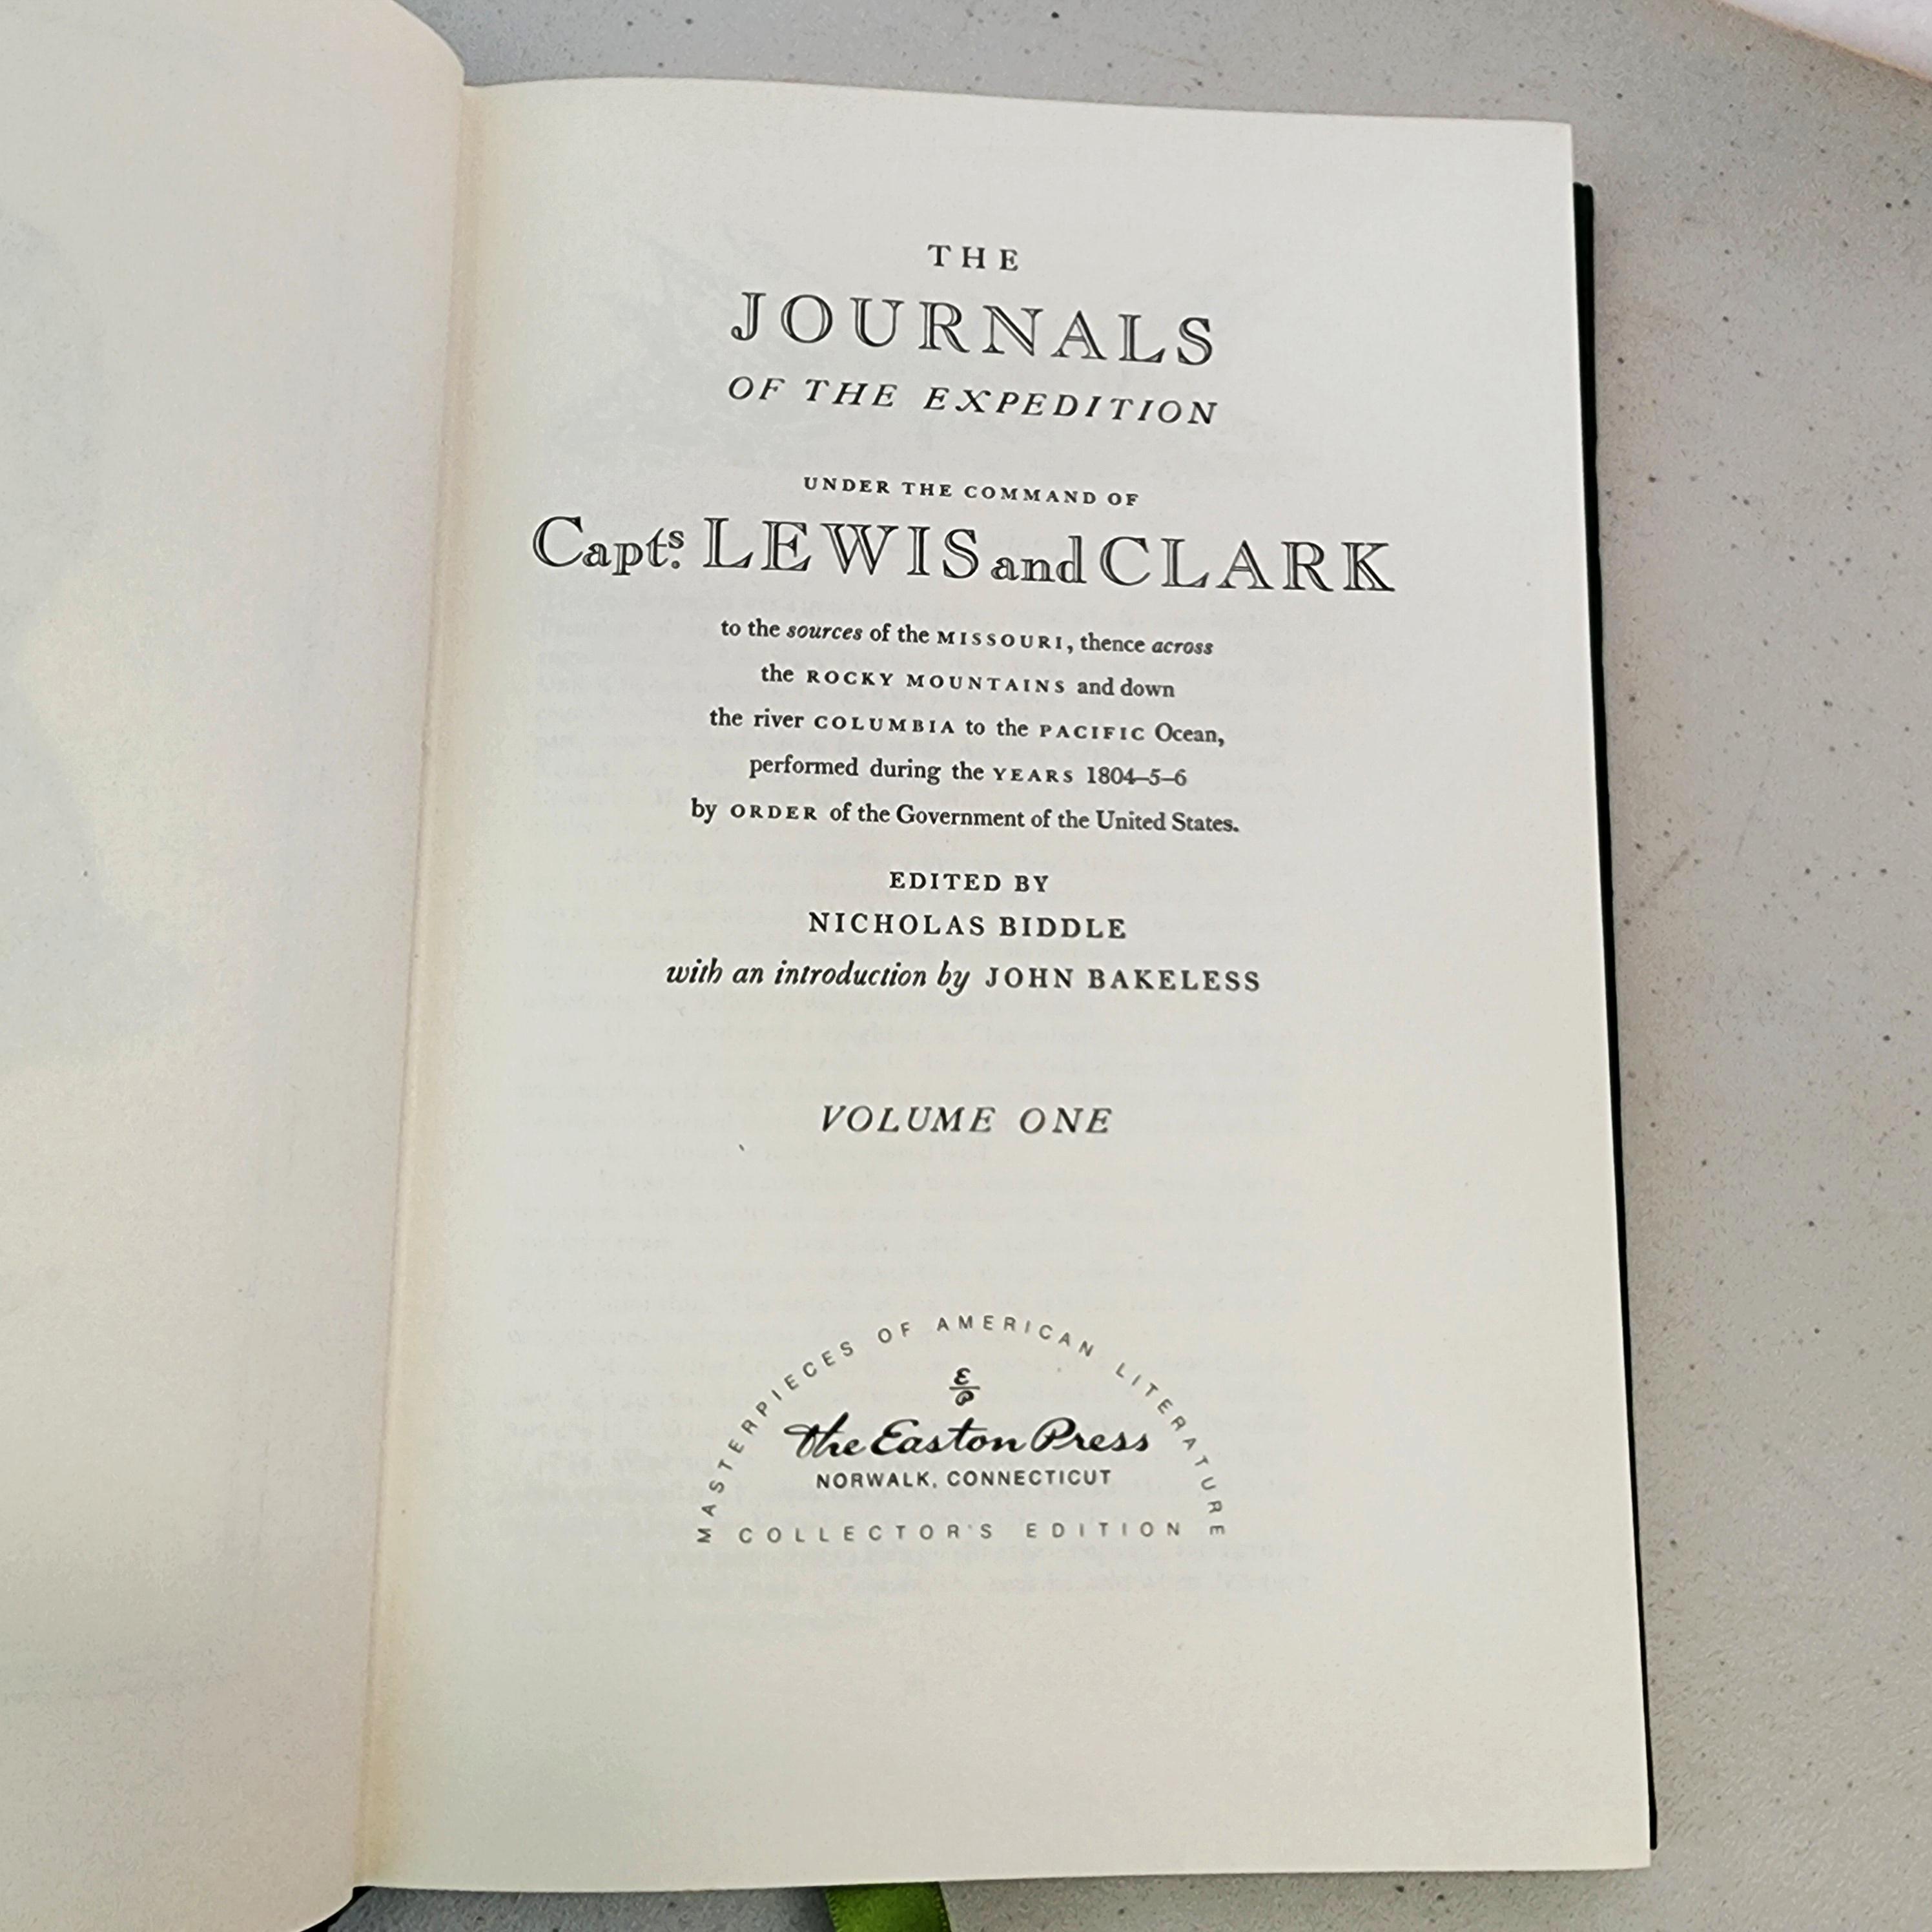 THE
JOURNALS
OF THE EXPEDITION
UNDER THE COMMAND OF
Capts. LEWIS and CLARK
to the sources of the MISSOURI, thence across
the ROCKY MOUNTAINS and down
the river COLUMBIA to the PACIFIC Ocean,
performed during the YEARS 1804–5–6
by ORDER of the Government of the United States.
EDITED BY
NICHOLAS BIDDLE
with an introduction by JOHN BAKELESS
VOLUME ONE
MASTERPIECES OF AMERICAN LITERATURE
E
P
The Easton Press
NORWALK, CONNECTICUT
COLLECTOR'S EDITION